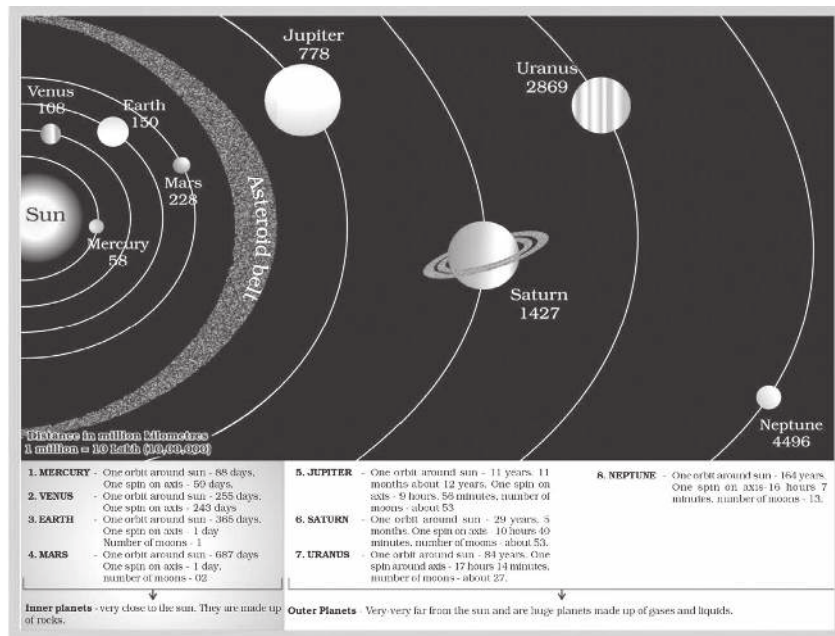 Jupiter
778
Uranus
2869
Venus
108
Earth
150
Mars
228
Sun
Mercury
58
Asteroid belt
Saturn
1427
Neptune
4496
Distance in million kilometres
1 million = 10 Lakh (10,00,000)
1. MERCURY - One orbit around sun - 88 days,
One spin on axis - 59 days.
2. VENUS - One orbit around sun - 255 days.
One spin on axis - 243 days
3. EARTH - One orbit around sun - 365 days.
One spin on axis - 1 day
Number of moons - 1
4. MARS - One orbit around sun - 687 days
One spin on axis - 1 day,
number of moons - 02
Inner planets - very close to the sun. They are made up
of rocks.
5. JUPITER - One orbit around sun - 11 years, 11
months about 12 years. One spin on
axis - 9 hours, 56 minutes, number of
moons - about 53
6. SATURN - One orbit around sun - 29 years, 5
months. One spin on axis - 10 hours 40
minutes, number of moons - about 53.
7. URANUS - One orbit around sun - 84 years. One
spin around axis - 17 hours 14 minutes,
number of moons - about 27.
8. NEPTUNE - One orbit around sun - 164 years.
One spin on axis-16 hours 7
minutes, number of moons - 13.
Outer Planets - Very-very far from the sun and are huge planets made up of gases and liquids.